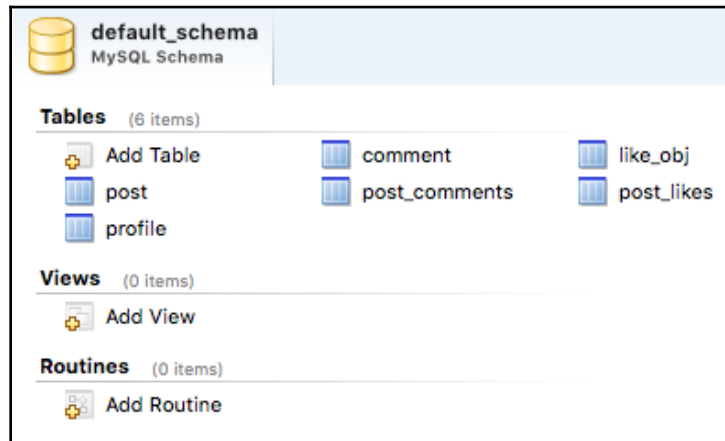 default_schema
MySQL Schema
Tables (6 items)
Add Table comment like_obj
post post_comments post_likes
profile
Views (0 items)
Add View
Routines (0 items)
Add Routine